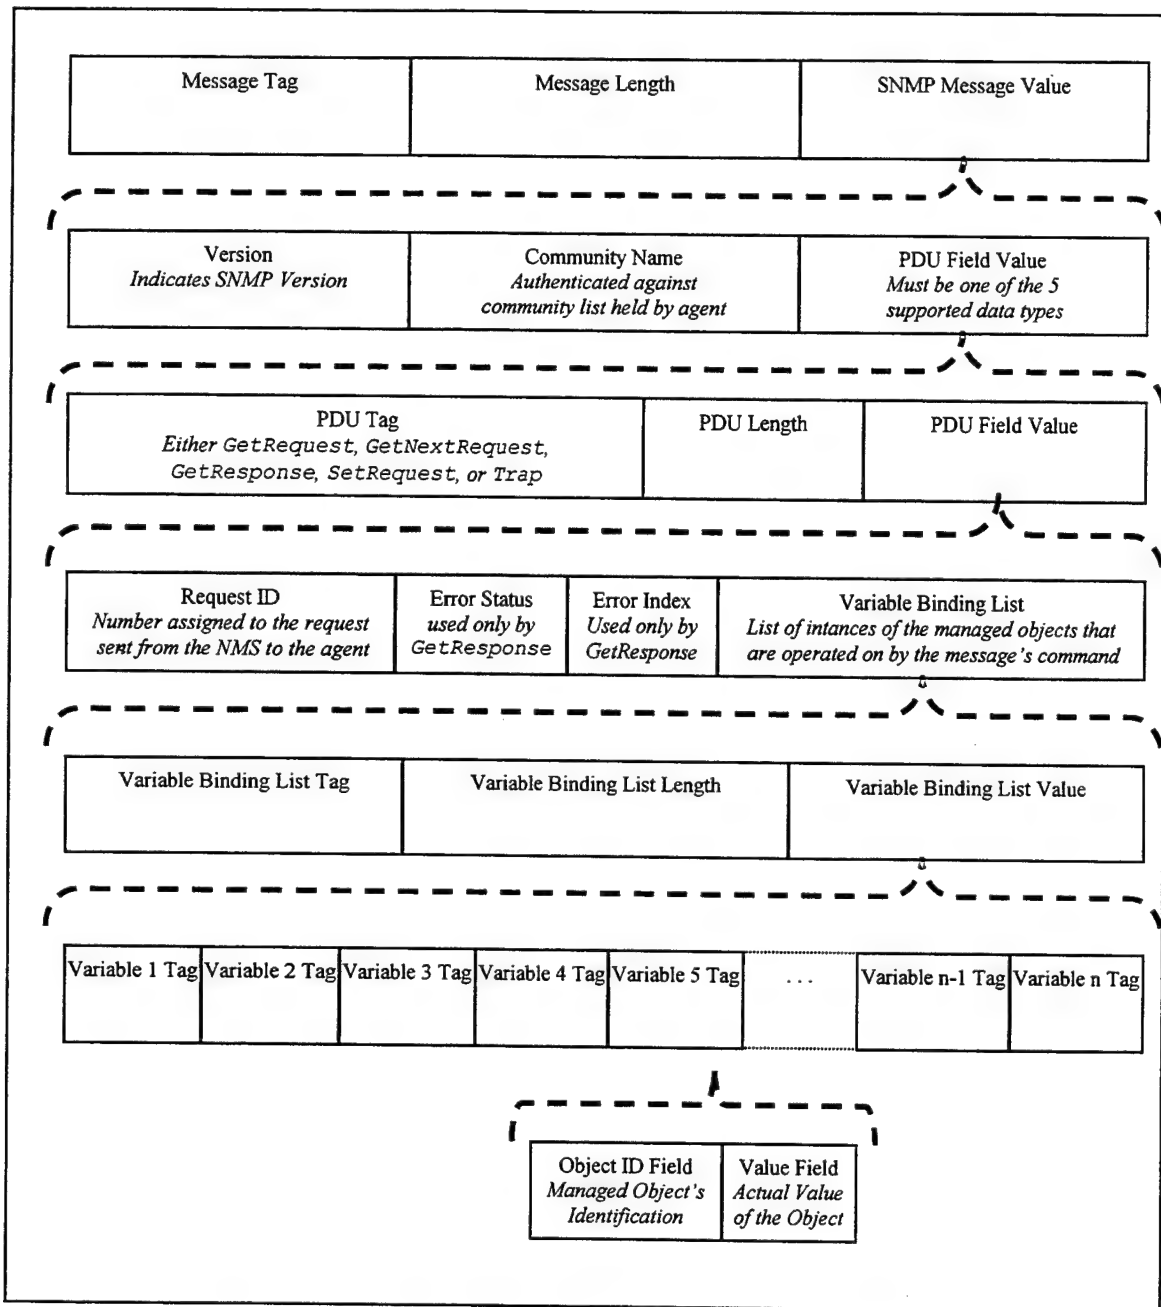 Message Tag
Message Length
SNMP Message Value
Version
Indicates SNMP Version
Community Name
Authenticated against
community list held by agent
PDU Field Value
Must be one of the 5
supported data types
PDU Tag
Either GetRequest, GetNextRequest,
GetResponse, SetRequest, or Trap
PDU Length
PDU Field Value
Request ID
Number assigned to the request
sent from the NMS to the agent
Error Status
used only by
GetResponse
Error Index
Used only by
GetResponse
Variable Binding List
List of intances of the managed objects that
are operated on by the message's command
Variable Binding List Tag
Variable Binding List Length
Variable Binding List Value
Variable 1 Tag
Variable 2 Tag
Variable 3 Tag
Variable 4 Tag
Variable 5 Tag
...
Variable n-1 Tag
Variable n Tag
Object ID Field
Managed Object's
Identification
Value Field
Actual Value
of the Object